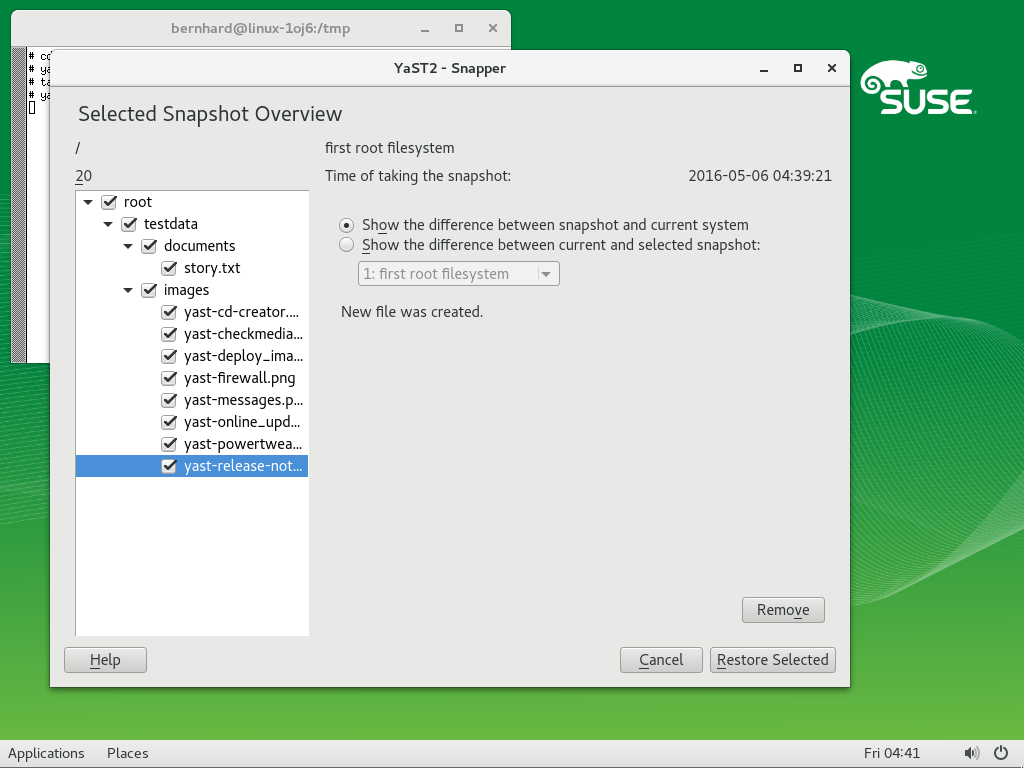 bernhard@linux-1oj6:/tmp
# cd
# ya
# ta
# ya
YaST2 - Snapper
SUSE
Selected Snapshot Overview
/
first root filesystem
20
Time of taking the snapshot: 2016-05-06 04:39:21
root
testdata
documents
story.txt
images
yast-cd-creator....
yast-checkmedia...
yast-deploy_ima...
yast-firewall.png
yast-messages.p...
yast-online_upd...
yast-powertwea...
yast-release-not...
Show the difference between snapshot and current system
Show the difference between current and selected snapshot:
1: first root filesystem
New file was created.
Remove
Help
Cancel
Restore Selected
Applications
Places
Fri 04:41